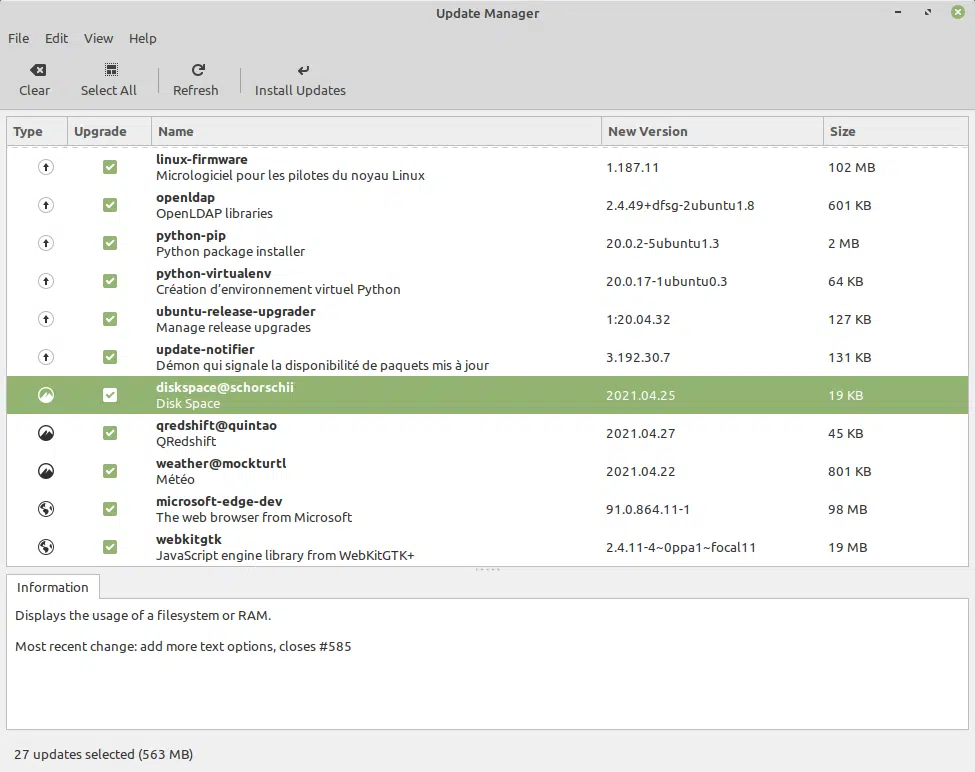 Update Manager
File Edit View Help
Clear Select All Refresh Install Updates
Type Upgrade Name New Version Size
linux-firmware
Micrologiciel pour les pilotes du noyau Linux
1.187.11 102 MB
openldap
OpenLDAP libraries
2.4.49+dfsg-2ubuntu1.8 601 KB
python-pip
Python package installer
20.0.2-5ubuntu1.3 2 MB
python-virtualenv
Création d’environnement virtuel Python
20.0.17-1ubuntu0.3 64 KB
ubuntu-release-upgrader
Manage release upgrades
1:20.04.32 127 KB
update-notifier
Démon qui signale la disponibilité de paquets mis à jour
3.192.30.7 131 KB
diskspace@schorschii
Disk Space
2021.04.25 19 KB
qredshift@quintao
QRedshift
2021.04.27 45 KB
weather@mockturtl
Météo
2021.04.22 801 KB
microsoft-edge-dev
The web browser from Microsoft
91.0.864.11-1 98 MB
webkitgtk
JavaScript engine library from WebKitGTK+
2.4.11-4~0ppa1~focal11 19 MB
Information
Displays the usage of a filesystem or RAM.
Most recent change: add more text options, closes #585
27 updates selected (563 MB)